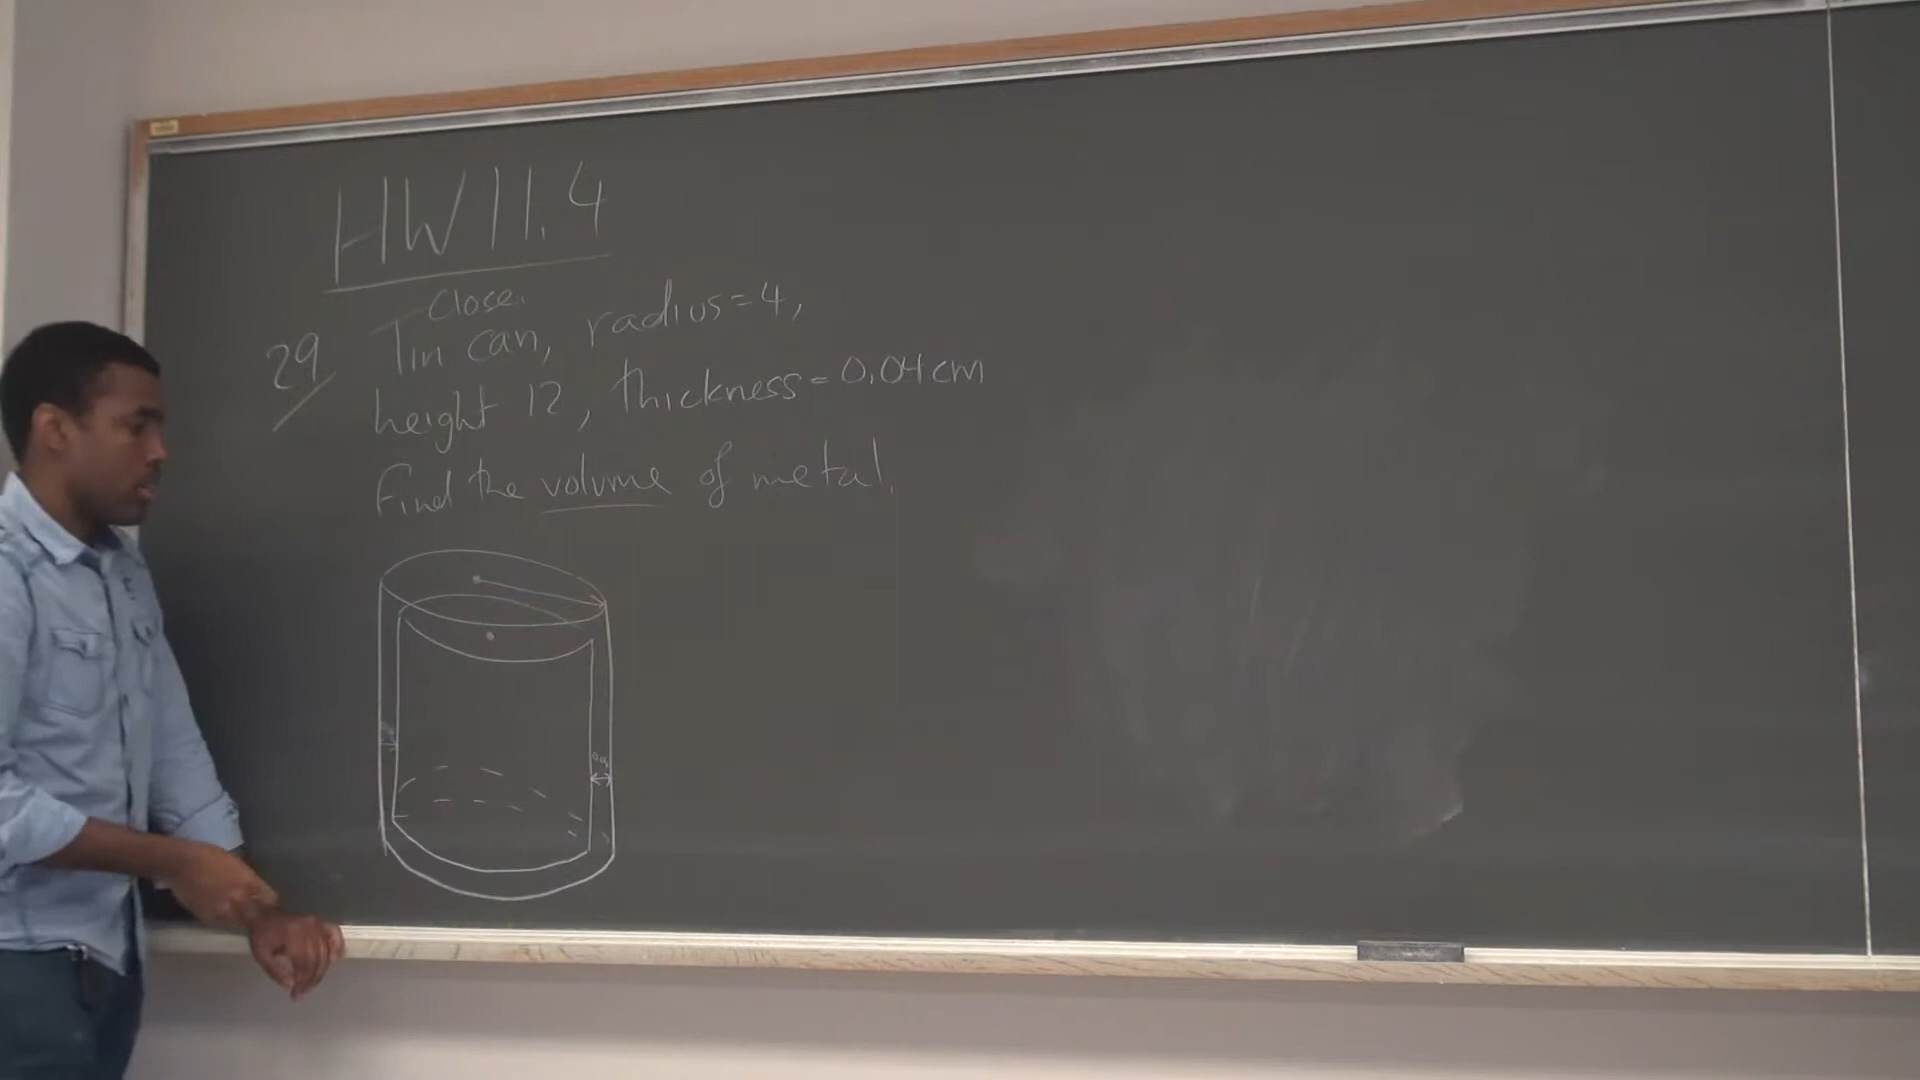 HW 11.4
Close
29 Tin can, radius = 4,
height 12, thickness = 0.04 cm
Find the volume of metal.